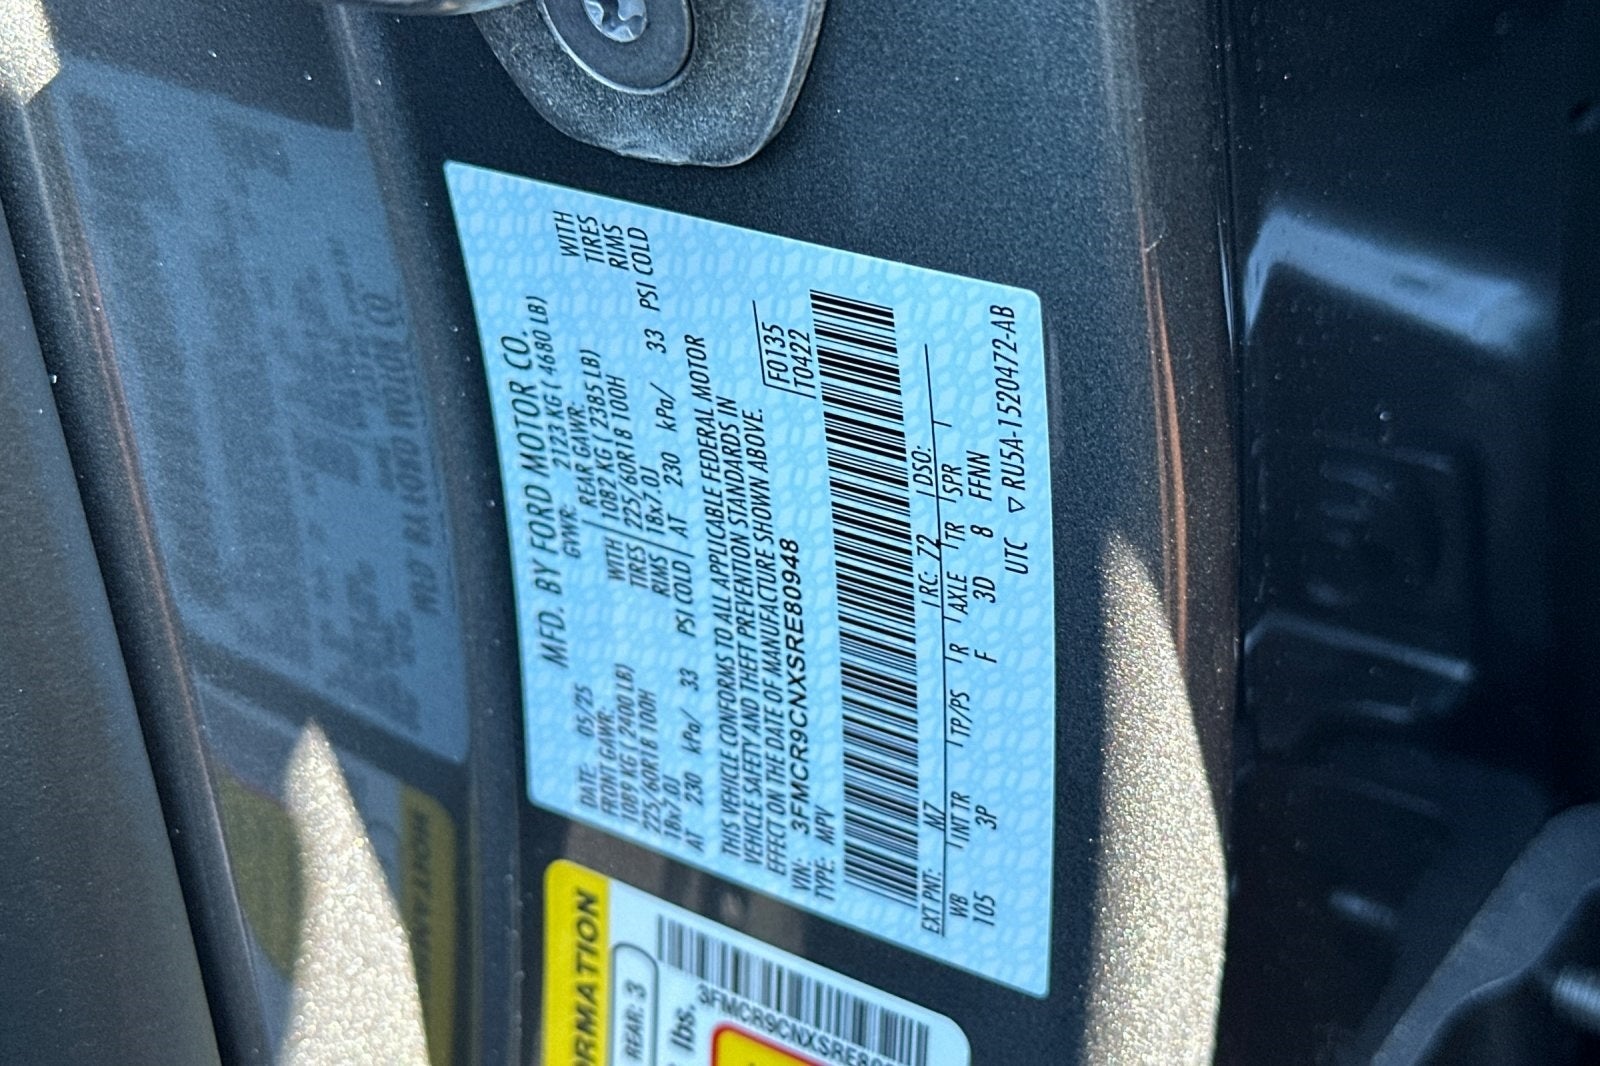 MFD. BY FORD MOTOR CO.
DATE: 05/25 GVWR: 2123 KG ( 4680 LB)
FRONT GAWR: REAR GAWR: WITH
1089 KG ( 2400 LB) WITH 1082 KG ( 2385 LB) TIRES
225/60R18 100H TIRES 225/60R18 100H RIMS
18x7.0J RIMS 18x7.0J PSI COLD
AT 230 kPa/ 33 PSI COLD AT 230 kPa/ 33
THIS VEHICLE CONFORMS TO ALL APPLICABLE FEDERAL MOTOR
VEHICLE SAFETY AND THEFT PREVENTION STANDARDS IN
EFFECT ON THE DATE OF MANUFACTURE SHOWN ABOVE.
VIN: 3FMCR9CNXSRE80948 F0135
TYPE: MPV T0422
EXT PNT: M7 RC: 72 DSO:
WB INT TR TP/PS R AXLE TR SPR
105 3P F 3D 8 FFNN
UTC ▽ RU5A-1520472-AB
ORMATION
REAR: 3
lbs.
3FMCR9CNXSRE80